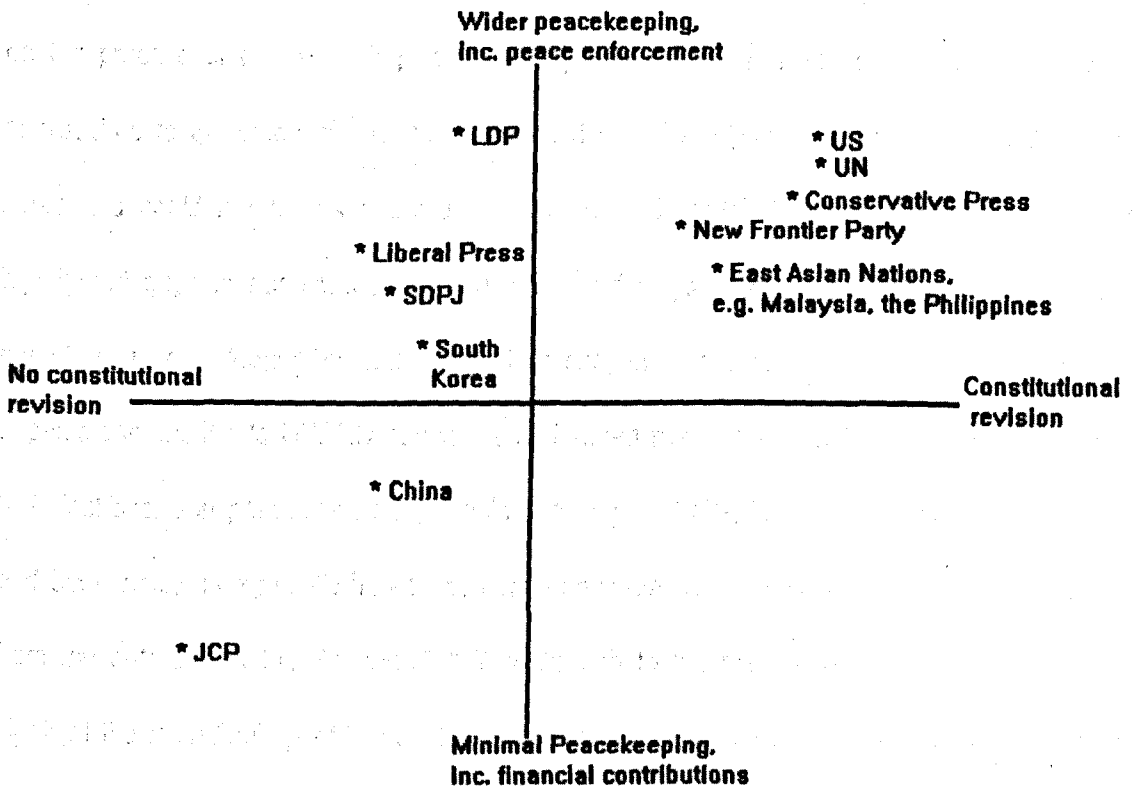 Wider peacekeeping,
Inc. peace enforcement
* LDP
* US
* UN
* Conservative Press
* New Frontier Party
* Liberal Press
* East Asian Nations,
e.g. Malaysia, the Philippines
* SDPJ
* South
Korea
No constitutional
revision
Constitutional
revision
* China
* JCP
Minimal Peacekeeping,
Inc. financial contributions